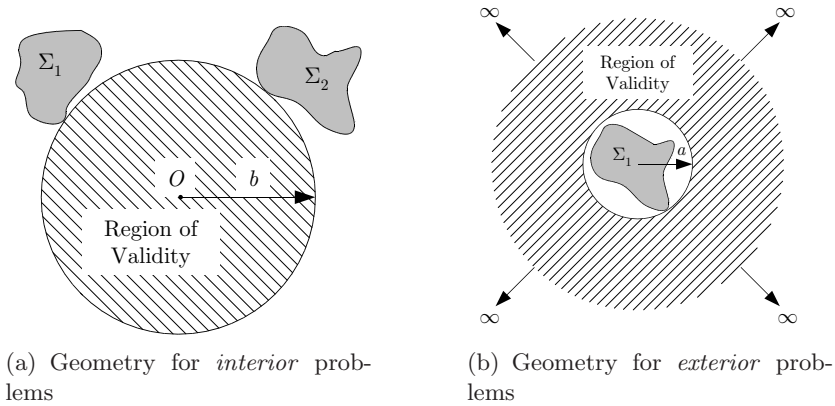 Σ1
Σ2
O
b
Region of
Validity
(a) Geometry for interior prob-
lems
∞
∞
Region of
Validity
Σ1
a
∞
∞
(b) Geometry for exterior prob-
lems